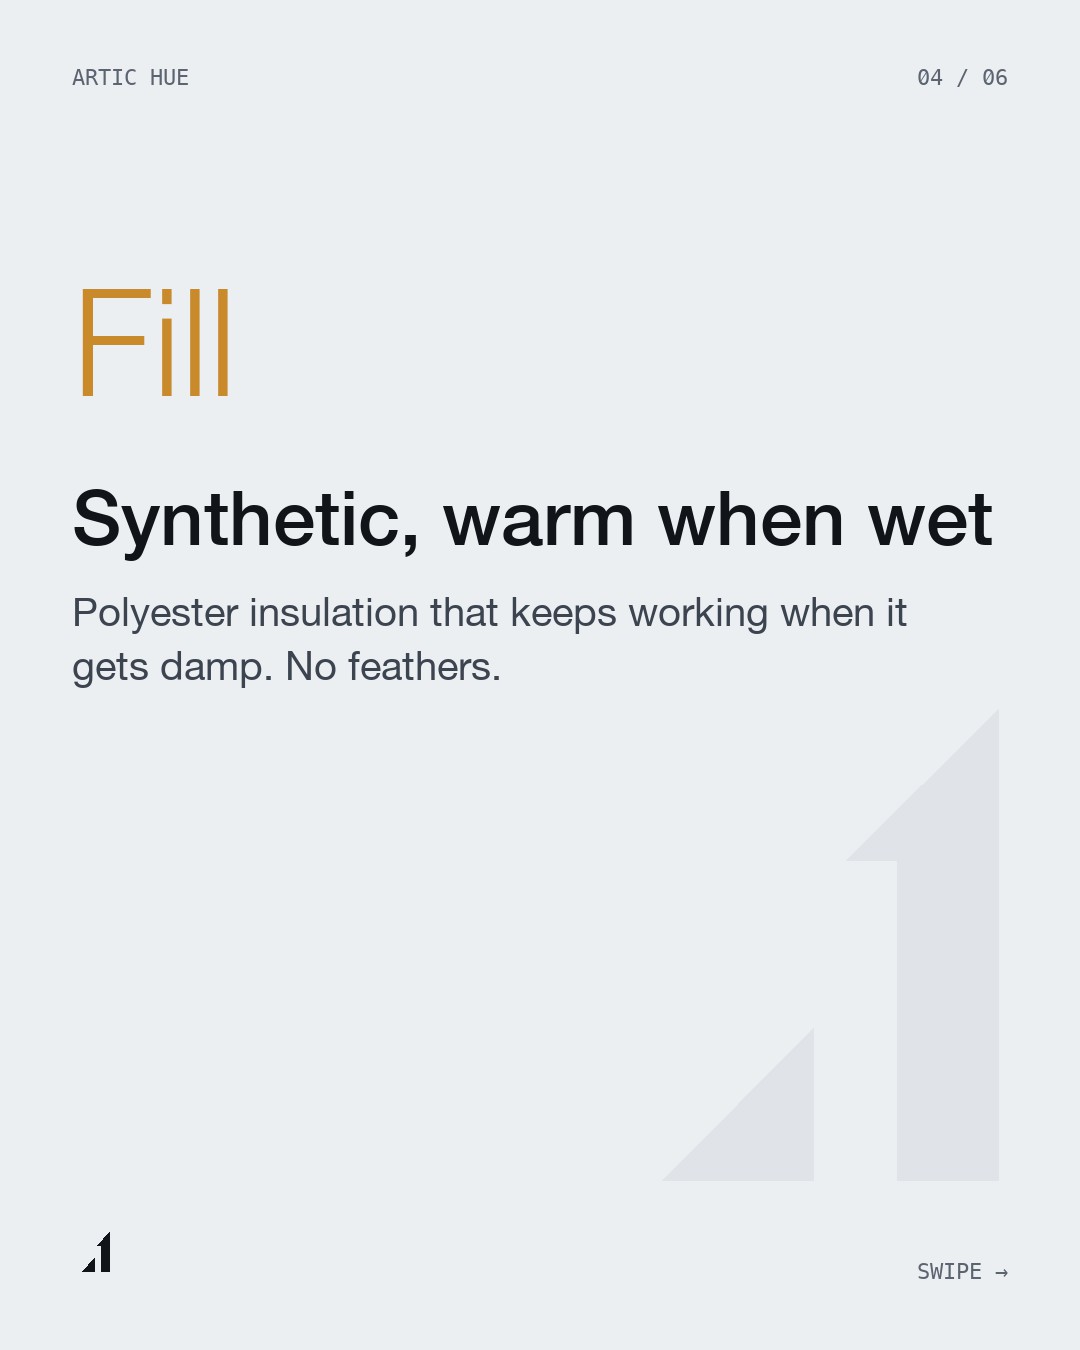 ARTIC HUE
04 / 06
Fill
Synthetic, warm when wet
Polyester insulation that keeps working when it
gets damp. No feathers.
SWIPE →